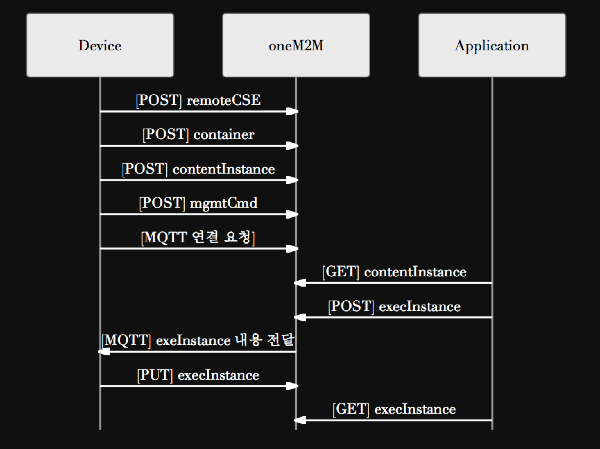 Device oneM2M Application
[POST] remoteCSE
[POST] container
[POST] contentInstance
[POST] mgmtCmd
[MQTT 연결 요청]
[GET] contentInstance
[POST] execInstance
[MQTT] exeInstance 내용 전달
[PUT] execInstance
[GET] execInstance